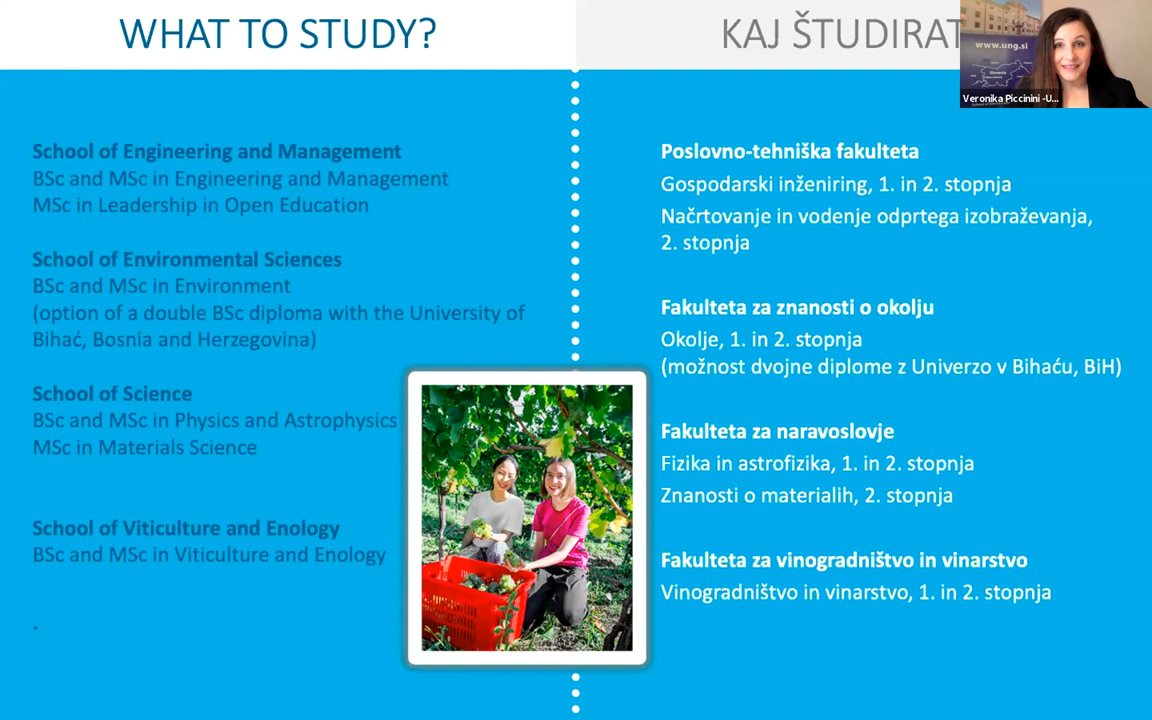 WHAT TO STUDY?
School of Engineering and Management
BSc and MSc in Engineering and Management
MSc in Leadership in Open Education
School of Environmental Sciences
BSc and MSc in Environment
(option of a double BSc diploma with the University of
Bihać, Bosnia and Herzegovina)
School of Science
BSc and MSc in Physics and Astrophysics
MSc in Materials Science
School of Viticulture and Enology
BSc and MSc in Viticulture and Enology
.
KAJ ŠTUDIRAT
Poslovno-tehniška fakulteta
Gospodarski inženiring, 1. in 2. stopnja
Načrtovanje in vodenje odprtega izobraževanja,
2. stopnja
Fakulteta za znanosti o okolju
Okolje, 1. in 2. stopnja
(možnost dvojne diplome z Univerzo v Bihaću, BiH)
Fakulteta za naravoslovje
Fizika in astrofizika, 1. in 2. stopnja
Znanosti o materialih, 2. stopnja
Fakulteta za vinogradništvo in vinarstvo
Vinogradništvo in vinarstvo, 1. in 2. stopnja
www.ung.si
Slovenia
Veronika Piccinini -U...